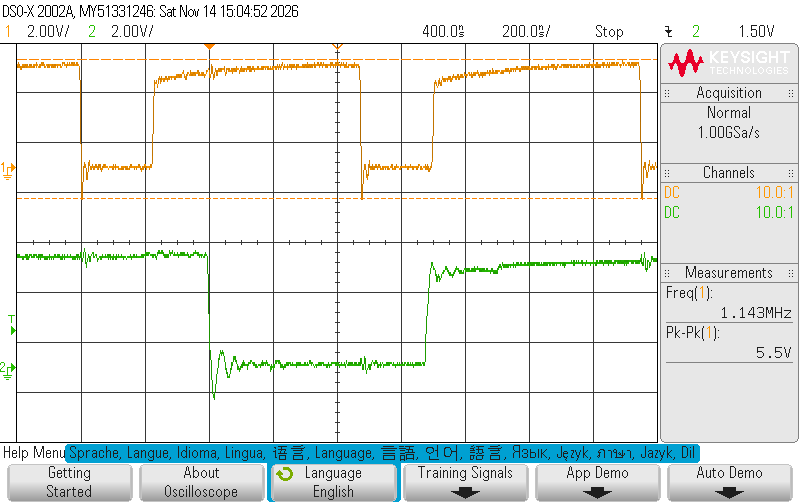 DSO-X 2002A, MY51331246: Sat Nov 14 15:04:52 2026
1 2.00V/ 2 2.00V/ 400.0ns 200.0ns/ Stop 2 1.50V
KEYSIGHT
TECHNOLOGIES
Acquisition
Normal
1.00GSa/s
Channels
DC 10.0:1
DC 10.0:1
Measurements
Freq(1):
1.143MHz
Pk-Pk(1):
5.5V
1
T
2
Help Menu Sprache, Langue, Idioma, Lingua, 语言, Language, 言語, 언어, 語言, Язык, Język, ภาษา, Jazyk, Dil
Getting Started
About Oscilloscope
Language English
Training Signals
App Demo
Auto Demo